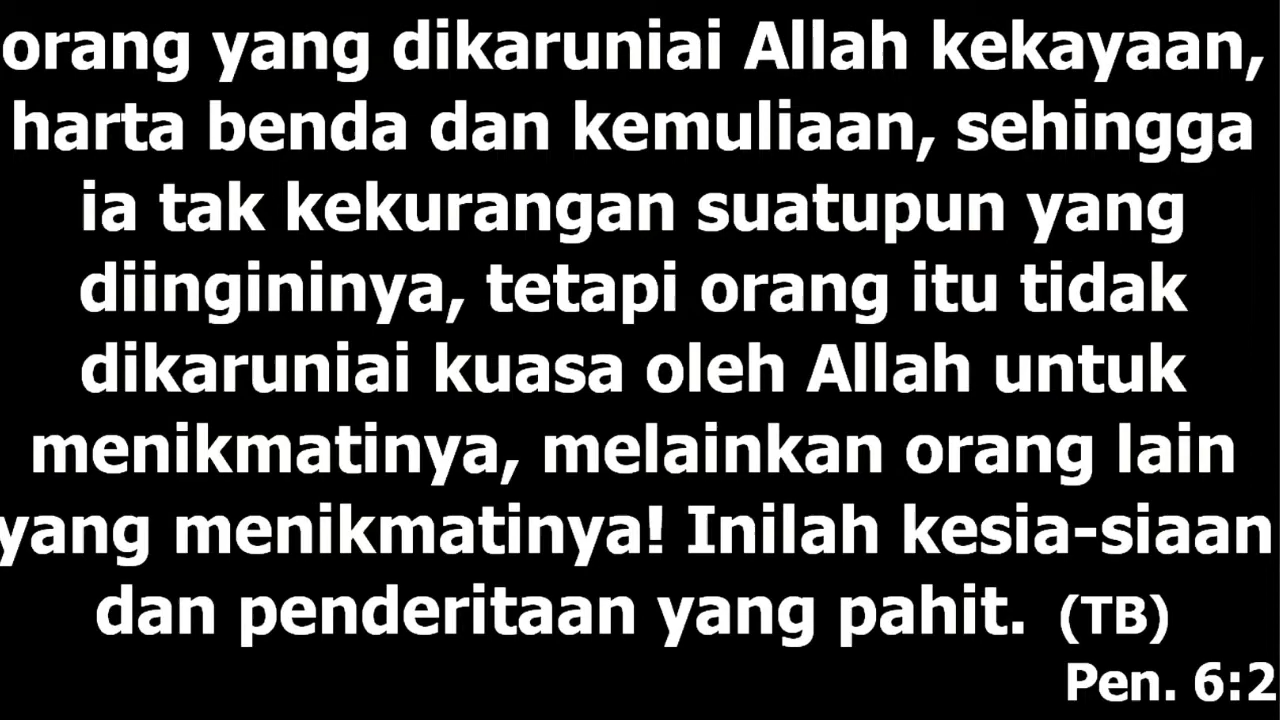 orang yang dikaruniai Allah kekayaan,
harta benda dan kemuliaan, sehingga
ia tak kekurangan suatupun yang
diingininya, tetapi orang itu tidak
dikaruniai kuasa oleh Allah untuk
menikmatinya, melainkan orang lain
yang menikmatinya! Inilah kesia-siaan
dan penderitaan yang pahit. (TB)
Pen. 6:2